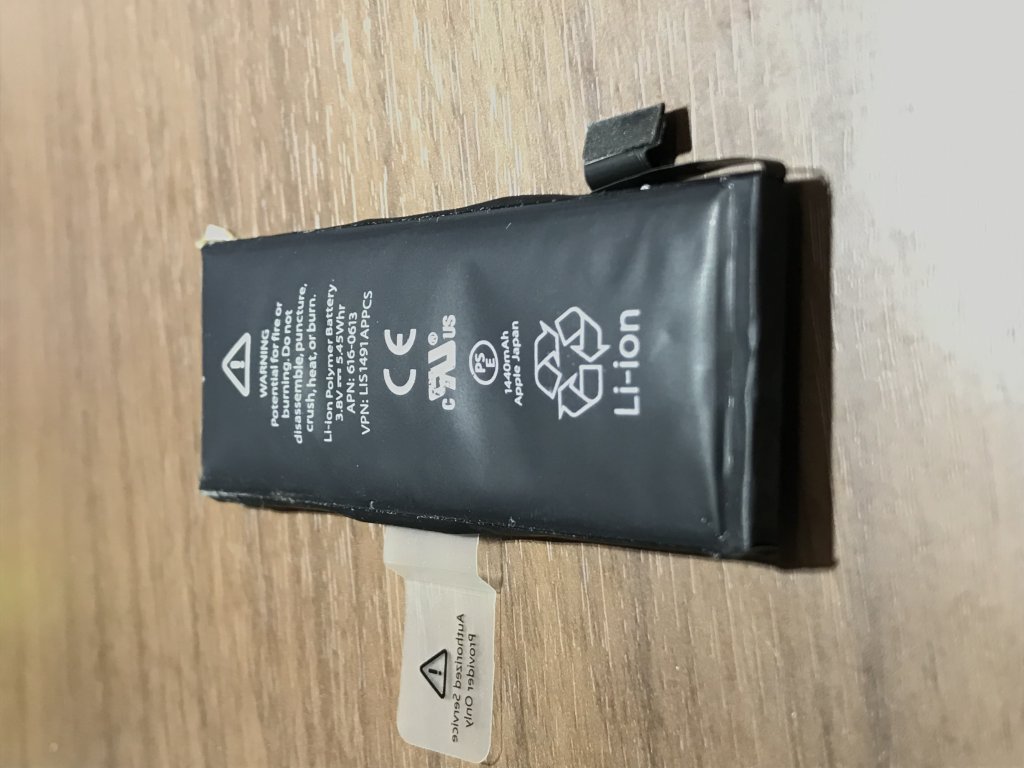 WARNING
Potential for fire or
burning. Do not
disassemble, puncture,
crush, heat, or burn.
Li-ion Polymer Battery
3.8V 5.45Whr
APN: 616-0613
VPN: LIS1491APPCS
CE
c UL ® US
PS
E
1440mAh
Apple Japan
Li-ion
Authorized Service
Provider Only